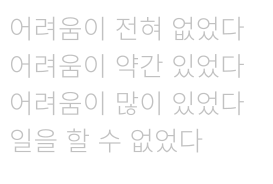 어려움이 전혀 없었다
어려움이 약간 있었다
어려움이 많이 있었다
일을 할 수 없었다